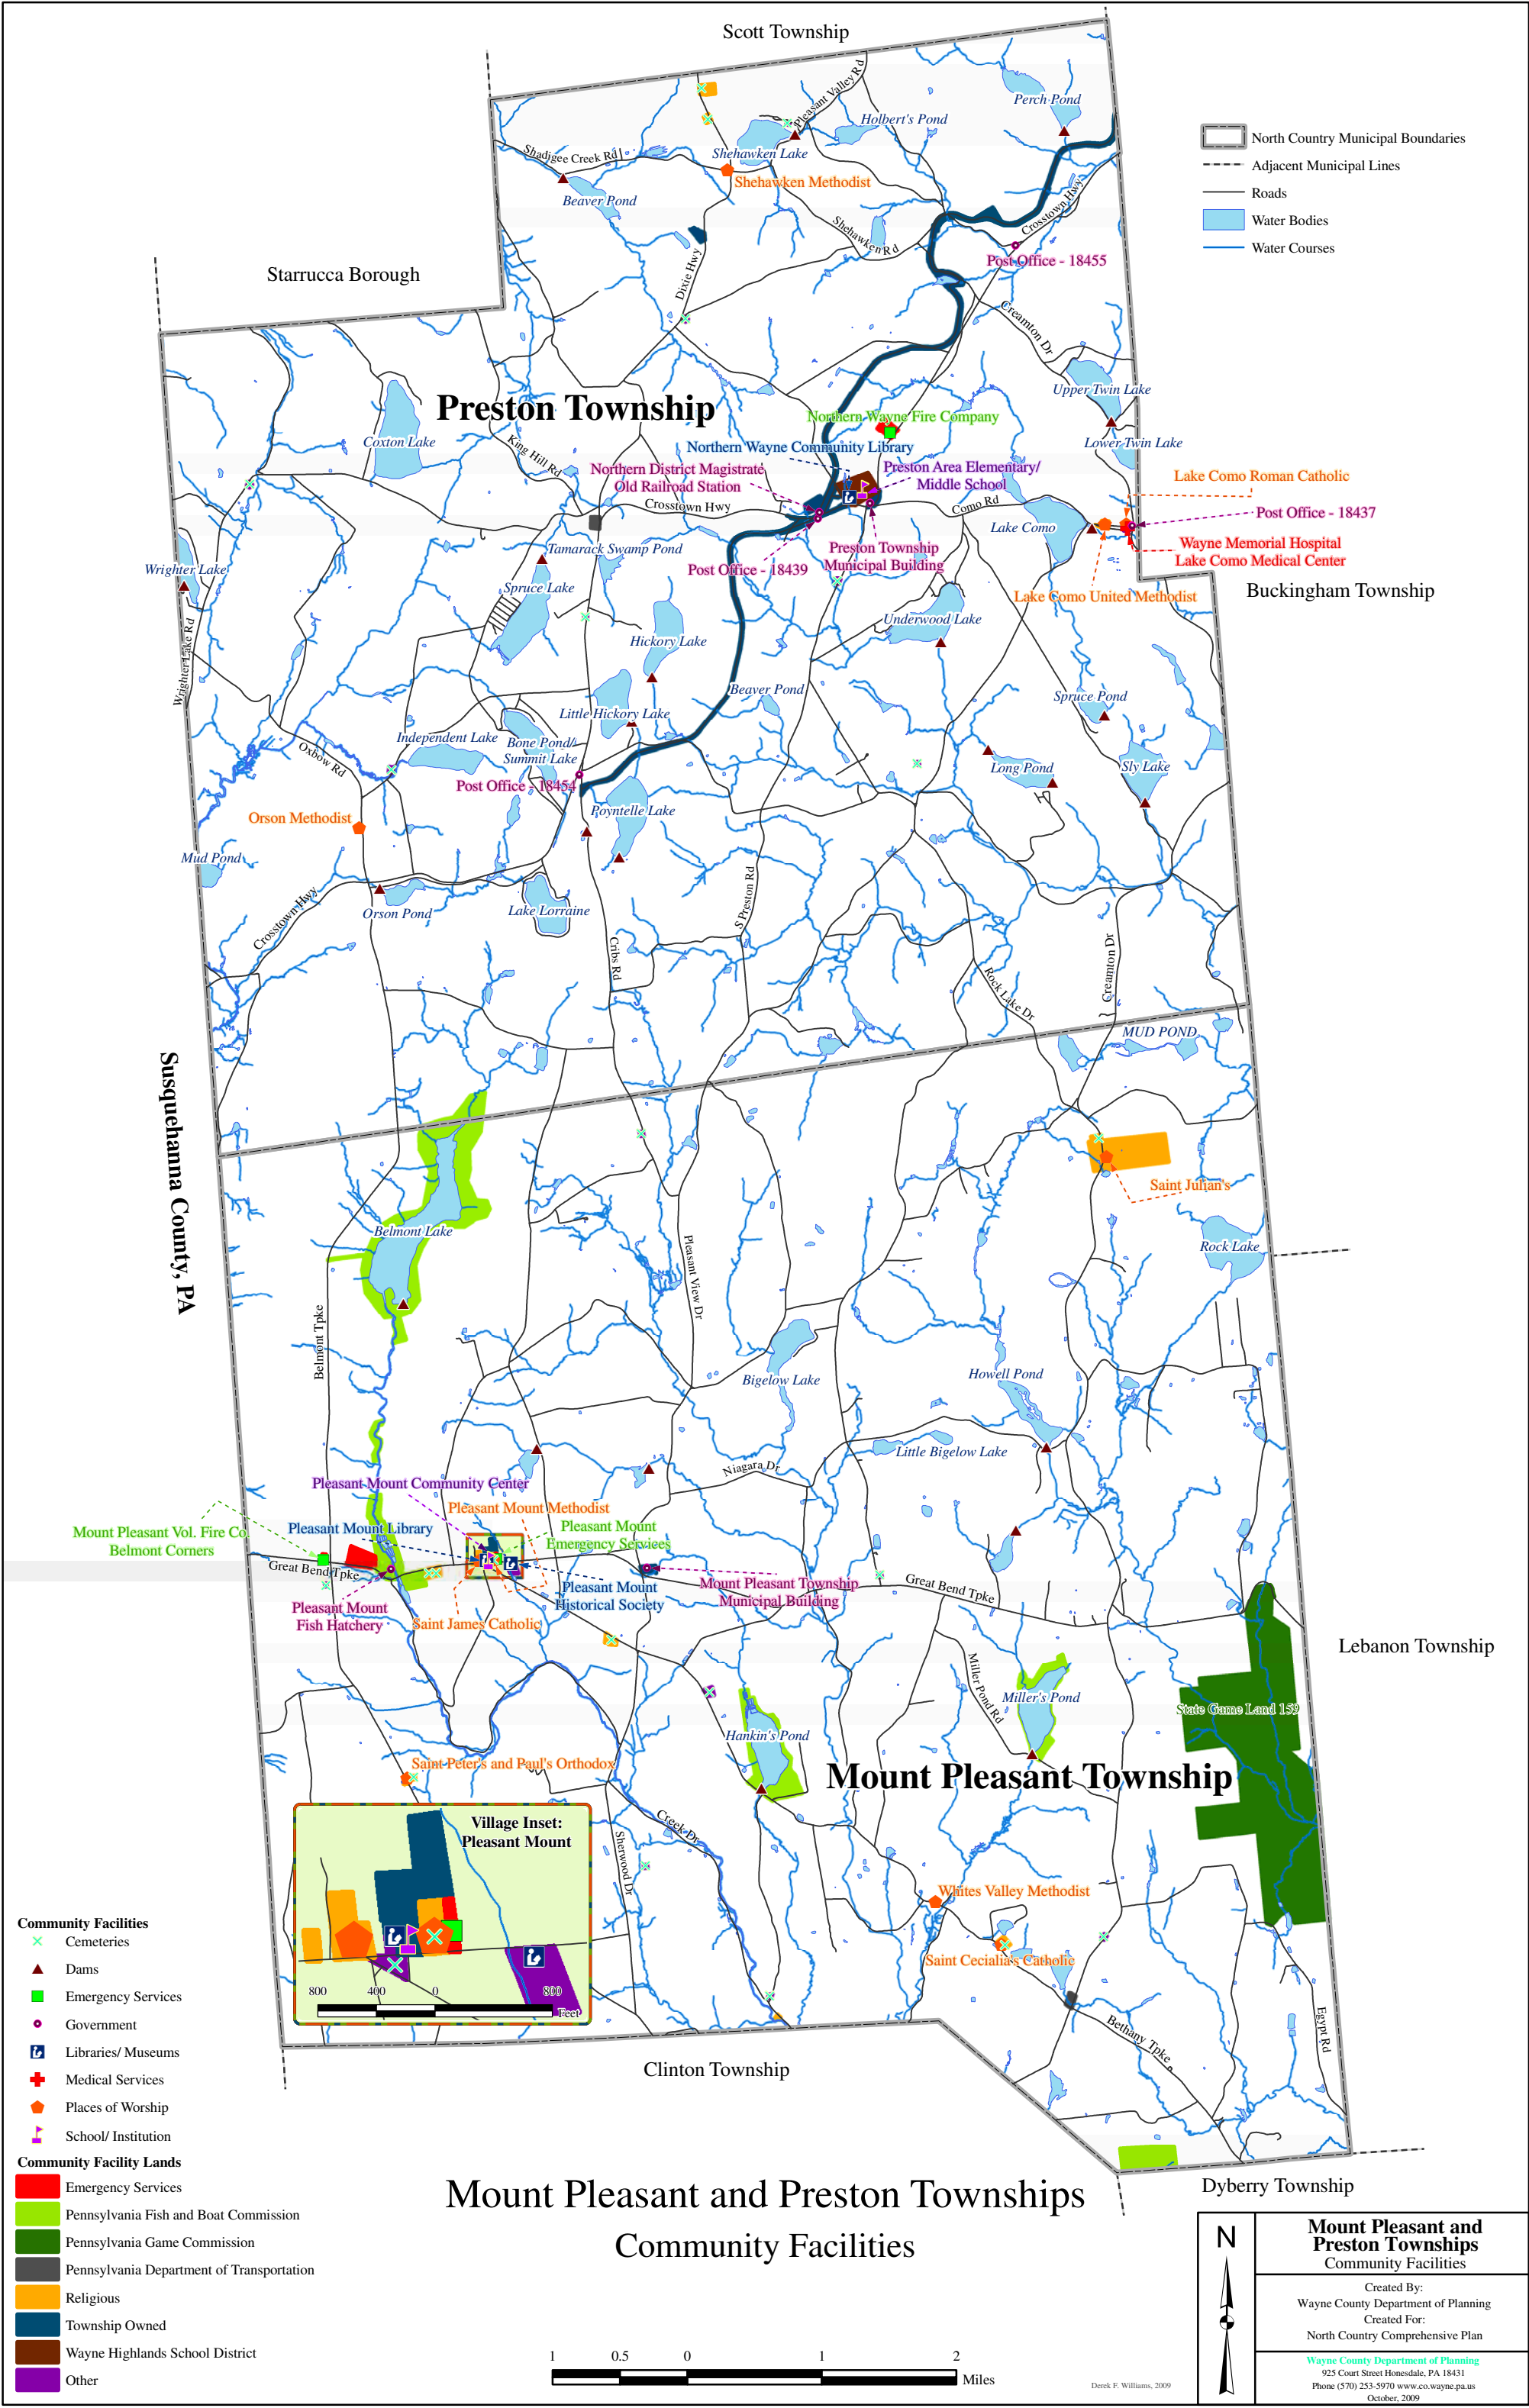 Scott Township
Pleasant Valley Rd
Perch Pond
Holbert's Pond
Shadigee Creek Rd
Shehawken Lake
Shehawken Methodist
Beaver Pond
Shehawken Rd
Crosstown Hwy
Post Office - 18455
Dixie Hwy
Starrucca Borough
Creamton Dr
North Country Municipal Boundaries
Adjacent Municipal Lines
Roads
Water Bodies
Water Courses
Upper Twin Lake
Preston Township
Northern Wayne Fire Company
Coxton Lake
King Hill Rd
Northern Wayne Community Library
Lower Twin Lake
Northern District Magistrate
Old Railroad Station
Preston Area Elementary/
Middle School
Lake Como Roman Catholic
Crosstown Hwy
Como Rd
Lake Como
Post Office - 18437
Tamarack Swamp Pond
Preston Township
Municipal Building
Wayne Memorial Hospital
Lake Como Medical Center
Wrighter Lake
Post Office - 18439
Spruce Lake
Lake Como United Methodist
Buckingham Township
Underwood Lake
Hickory Lake
Wrighter Lake Rd
Beaver Pond
Spruce Pond
Little Hickory Lake
Independent Lake
Bone Pond/
Summit Lake
Oxbow Rd
Long Pond
Sly Lake
Post Office - 18454
Poyntelle Lake
Orson Methodist
Mud Pond
S Preston Rd
Orson Pond
Lake Lorraine
Crosstown Hwy
Cribs Rd
Rock Lake Dr
Creamton Dr
MUD POND
Susquehanna County, PA
Saint Julian's
Belmont Lake
Rock Lake
Pleasant View Dr
Belmont Tpke
Bigelow Lake
Howell Pond
Little Bigelow Lake
Niagara Dr
Pleasant Mount Community Center
Pleasant Mount Methodist
Mount Pleasant Vol. Fire Co
Belmont Corners
Pleasant Mount Library
Pleasant Mount
Emergency Services
Great Bend Tpke
Pleasant Mount
Historical Society
Mount Pleasant Township
Municipal Building
Great Bend Tpke
Pleasant Mount
Fish Hatchery
Saint James Catholic
Lebanon Township
Miller Pond Rd
Miller's Pond
State Game Land 159
Hankin's Pond
Saint Peter's and Paul's Orthodox
Mount Pleasant Township
Village Inset:
Pleasant Mount
800
400
0
800
Feet
Creek Dr
Sherwood Dr
Whites Valley Methodist
Saint Cecialia's Catholic
Egypt Rd
Bethany Tpke
Clinton Township
Dyberry Township
Community Facilities
Cemeteries
Dams
Emergency Services
Government
Libraries/ Museums
Medical Services
Places of Worship
School/ Institution
Community Facility Lands
Emergency Services
Pennsylvania Fish and Boat Commission
Pennsylvania Game Commission
Pennsylvania Department of Transportation
Religious
Township Owned
Wayne Highlands School District
Other
Mount Pleasant and Preston Townships
Community Facilities
1
0.5
0
1
2
Miles
Derek F. Williams, 2009
N
Mount Pleasant and
Preston Townships
Community Facilities
Created By:
Wayne County Department of Planning
Created For:
North Country Comprehensive Plan
Wayne County Department of Planning
925 Court Street Honesdale, PA 18431
Phone (570) 253-5970 www.co.wayne.pa.us
October, 2009